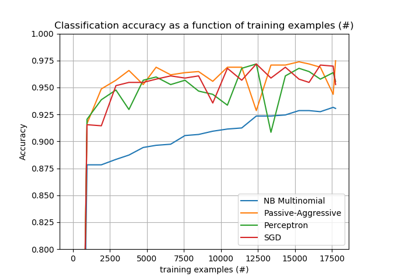 Classification accuracy as a function of training examples (#)
1.000
0.975
0.950
0.925
0.900
0.875
0.850
0.825
0.800
Accuracy
NB Multinomial
Passive-Aggressive
Perceptron
SGD
0 2500 5000 7500 10000 12500 15000 17500
training examples (#)